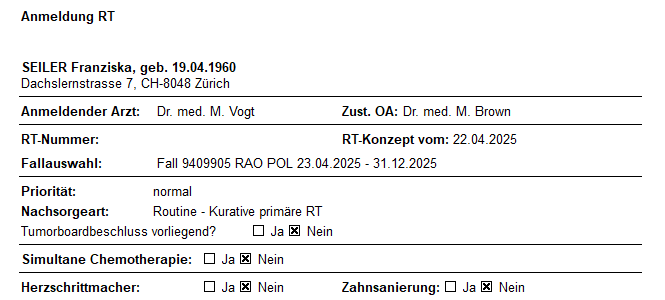 Anmeldung RT
SEILER Franziska, geb. 19.04.1960
Dachslernstrasse 7, CH-8048 Zürich
Anmeldender Arzt: Dr. med. M. Vogt Zust. OA: Dr. med. M. Brown
RT-Nummer: RT-Konzept vom: 22.04.2025
Fallauswahl: Fall 9409905 RAO POL 23.04.2025 - 31.12.2025
Priorität: normal
Nachsorgeart: Routine - Kurative primäre RT
Tumorboardbeschluss vorliegend? ☐ Ja ☒ Nein
Simultane Chemotherapie: ☐ Ja ☒ Nein
Herzschrittmacher: ☐ Ja ☒ Nein Zahnsanierung: ☐ Ja ☒ Nein